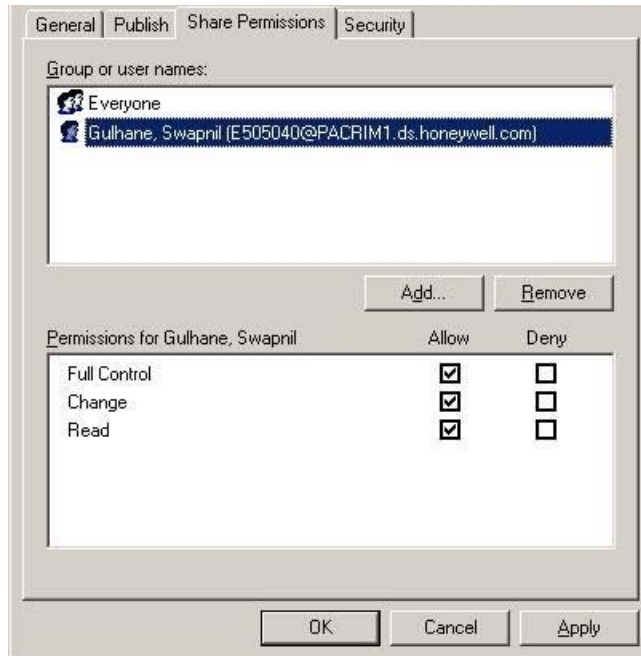 General Publish Share Permissions Security
Group or user names:
Everyone
Gulhane, Swapnil (E505040@PACRIM1.ds.honeywell.com)
Add... Remove
Permissions for Gulhane, Swapnil Allow Deny
Full Control
Change
Read
OK Cancel Apply